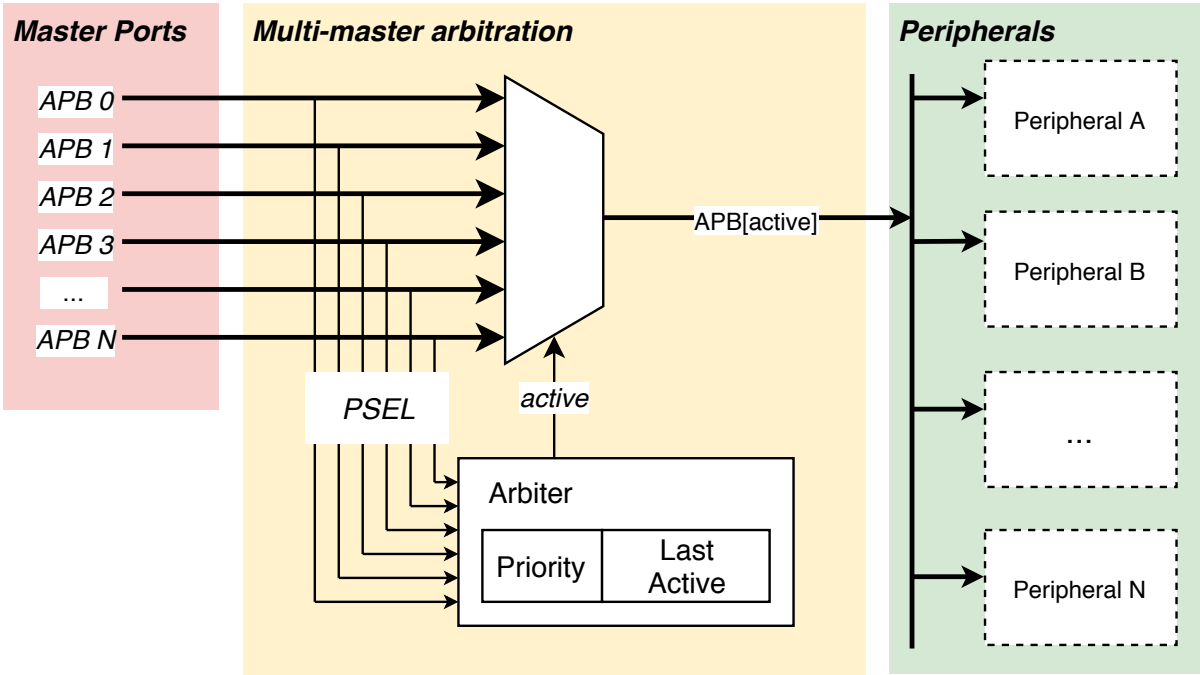 Master Ports
Multi-master arbitration
Peripherals
APB 0
APB 1
APB 2
APB 3
...
APB N
PSEL
active
APB[active]
Arbiter
Priority
Last
Active
Peripheral A
Peripheral B
...
Peripheral N